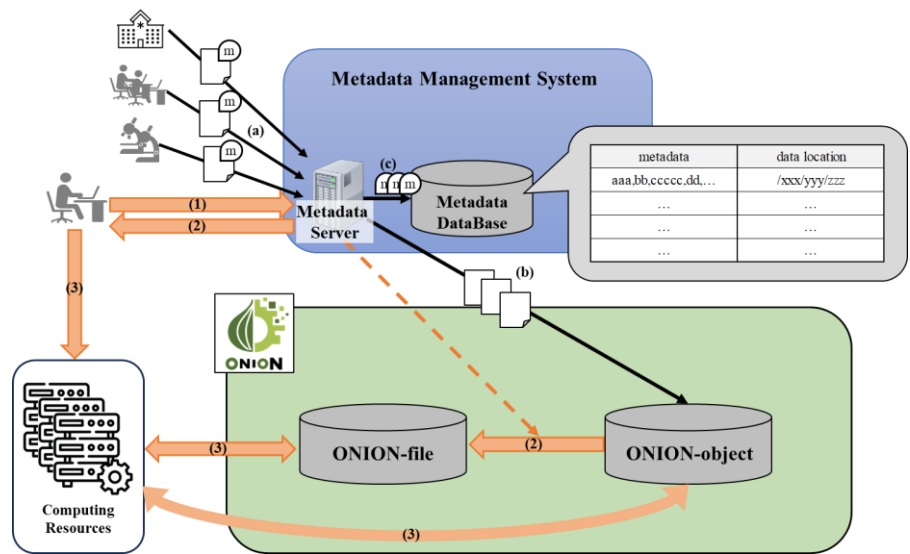 m
Metadata Management System
m
(a)
m
(c)
n
n
m
metadata
data location
aaa,bb,ccccc,dd,…
/xxx/yyy/zzz
…
…
…
…
…
…
Metadata
DataBase
(1)
Metadata
Server
(2)
(b)
(3)
ONION
ONION-file
(2)
ONION-object
(3)
Computing
Resources
(3)